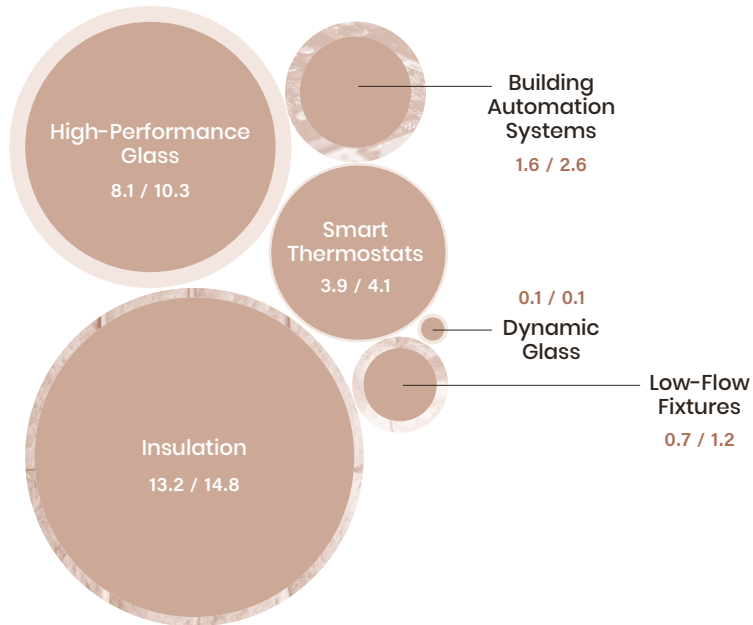 High-Performance
Glass
8.1 / 10.3
Building
Automation
Systems
1.6 / 2.6
Smart
Thermostats
3.9 / 4.1
0.1 / 0.1
Dynamic
Glass
Low-Flow
Fixtures
0.7 / 1.2
Insulation
13.2 / 14.8